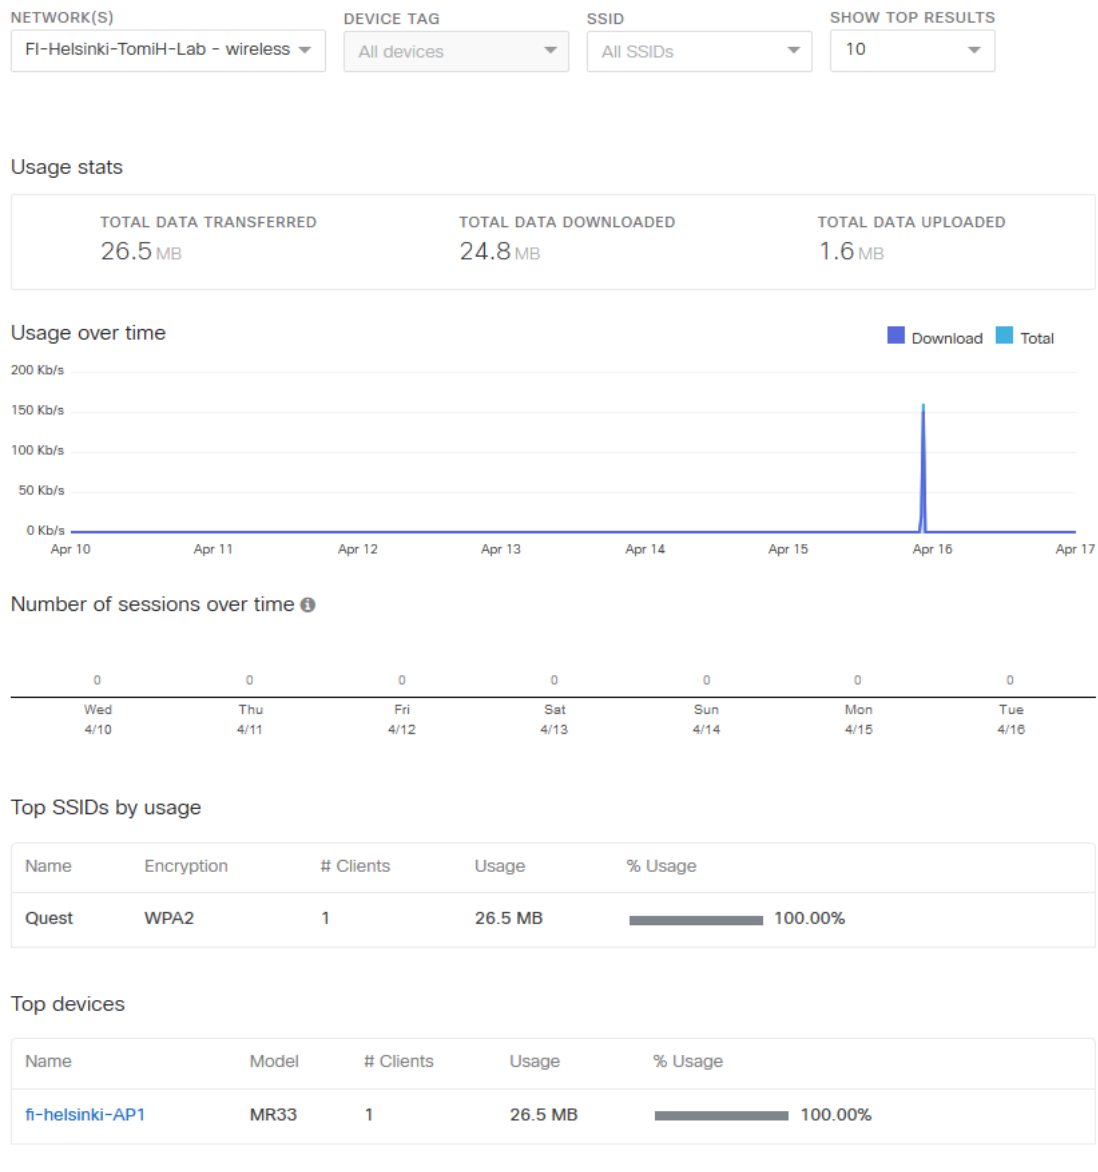 NETWORK(S) DEVICE TAG SSID SHOW TOP RESULTS
FI-Helsinki-TomiH-Lab - wireless All devices All SSIDs 10
Usage stats
TOTAL DATA TRANSFERRED TOTAL DATA DOWNLOADED TOTAL DATA UPLOADED
26.5 MB 24.8 MB 1.6 MB
Usage over time
Download Total
200 Kb/s
150 Kb/s
100 Kb/s
50 Kb/s
0 Kb/s
Apr 10 Apr 11 Apr 12 Apr 13 Apr 14 Apr 15 Apr 16 Apr 17
Number of sessions over time
0 0 0 0 0 0 0
Wed Thu Fri Sat Sun Mon Tue
4/10 4/11 4/12 4/13 4/14 4/15 4/16
Top SSIDs by usage
Name Encryption # Clients Usage % Usage
Quest WPA2 1 26.5 MB 100.00%
Top devices
Name Model # Clients Usage % Usage
fi-helsinki-AP1 MR33 1 26.5 MB 100.00%